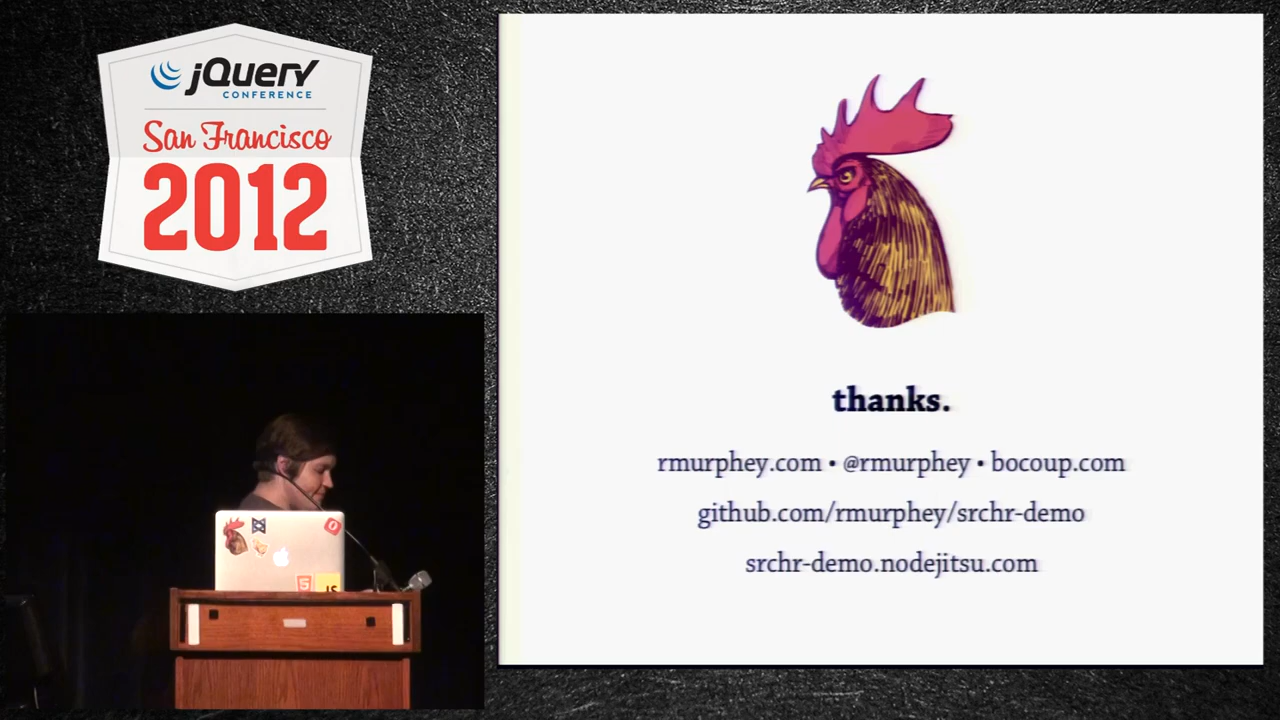 jQuery
CONFERENCE
San Francisco
2012
thanks.
rmurphey.com • @rmurphey • bocoup.com
github.com/rmurphey/srchr-demo
srchr-demo.nodejitsu.com
JS